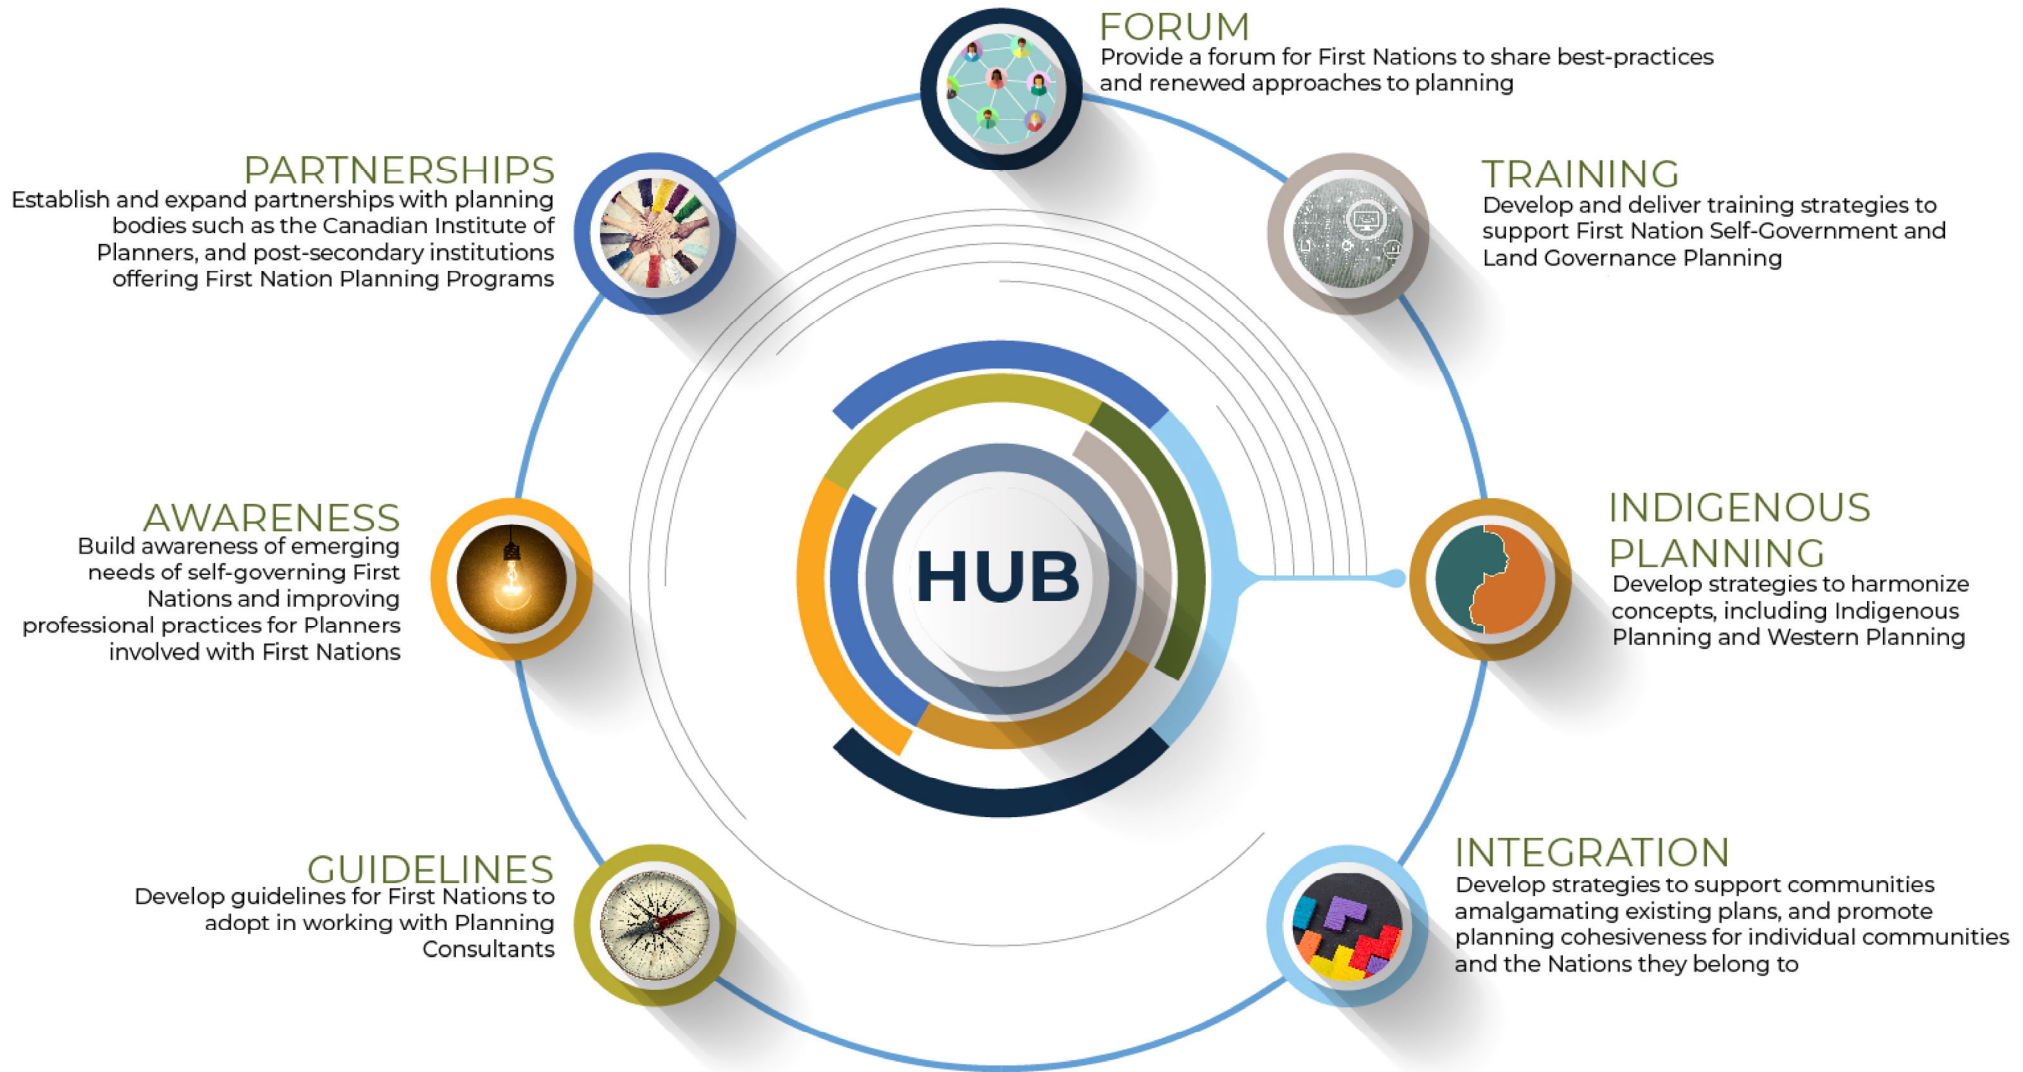 FORUM
Provide a forum for First Nations to share best-practices
and renewed approaches to planning
PARTNERSHIPS
Establish and expand partnerships with planning
bodies such as the Canadian Institute of
Planners, and post-secondary institutions
offering First Nation Planning Programs
TRAINING
Develop and deliver training strategies to
support First Nation Self-Government and
Land Governance Planning
AWARENESS
Build awareness of emerging
needs of self-governing First
Nations and improving
professional practices for Planners
involved with First Nations
HUB
INDIGENOUS
PLANNING
Develop strategies to harmonize
concepts, including Indigenous
Planning and Western Planning
GUIDELINES
Develop guidelines for First Nations to
adopt in working with Planning
Consultants
INTEGRATION
Develop strategies to support communities
amalgamating existing plans, and promote
planning cohesiveness for individual communities
and the Nations they belong to